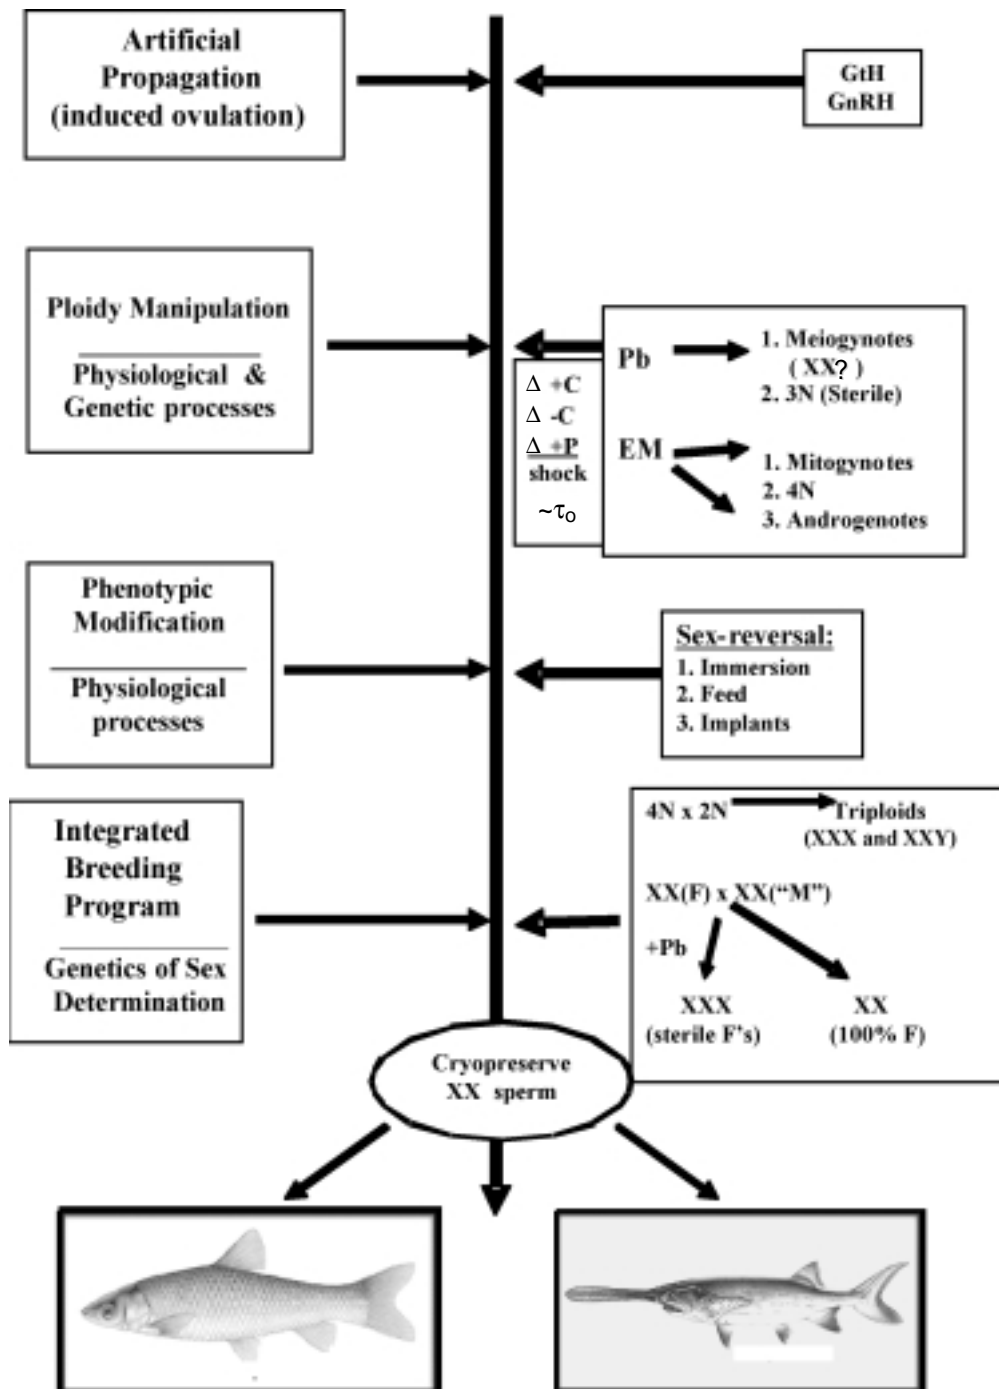 Artificial
Propagation
(induced ovulation)
GtH
GnRH
Ploidy Manipulation
Physiological &
Genetic processes
Δ +C
Δ -C
Δ +P
shock
~τo
Pb
1. Meiogynotes
( XX? )
2. 3N (Sterile)
EM
1. Mitogynotes
2. 4N
3. Androgenotes
Phenotypic
Modification
Physiological
processes
Sex-reversal:
1. Immersion
2. Feed
3. Implants
Integrated
Breeding
Program
Genetics of Sex
Determination
4N x 2N Triploids
(XXX and XXY)
XX(F) x XX(“M”)
+Pb
XXX XX
(sterile F's) (100% F)
Cryopreserve
XX sperm